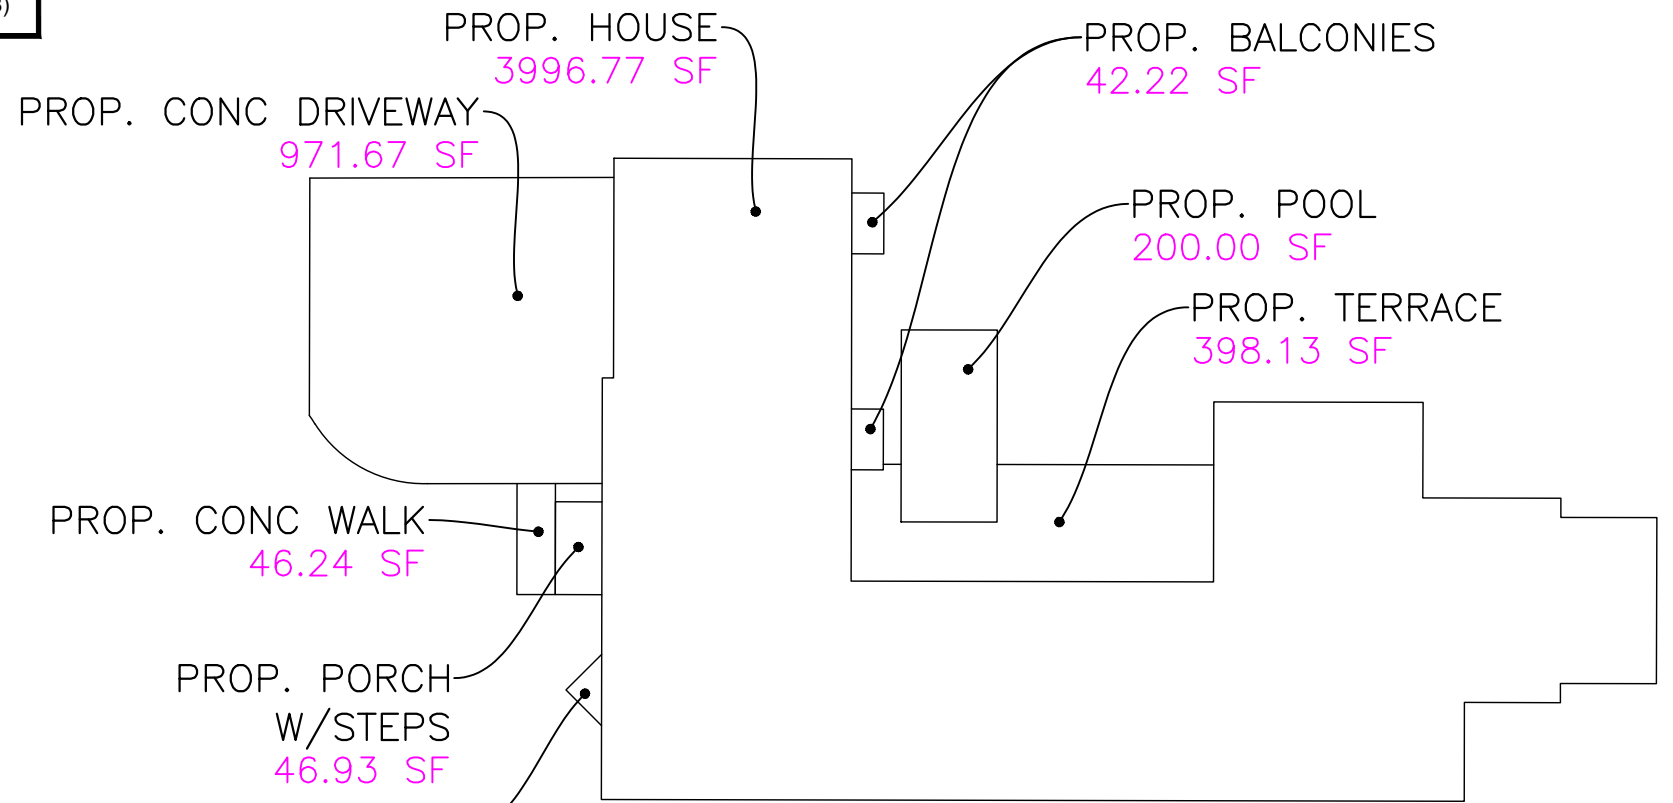 PROP. HOUSE
3996.77 SF
PROP. BALCONIES
42.22 SF
PROP. CONC DRIVEWAY
971.67 SF
PROP. POOL
200.00 SF
PROP. TERRACE
398.13 SF
PROP. CONC WALK
46.24 SF
PROP. PORCH
W/STEPS
46.93 SF